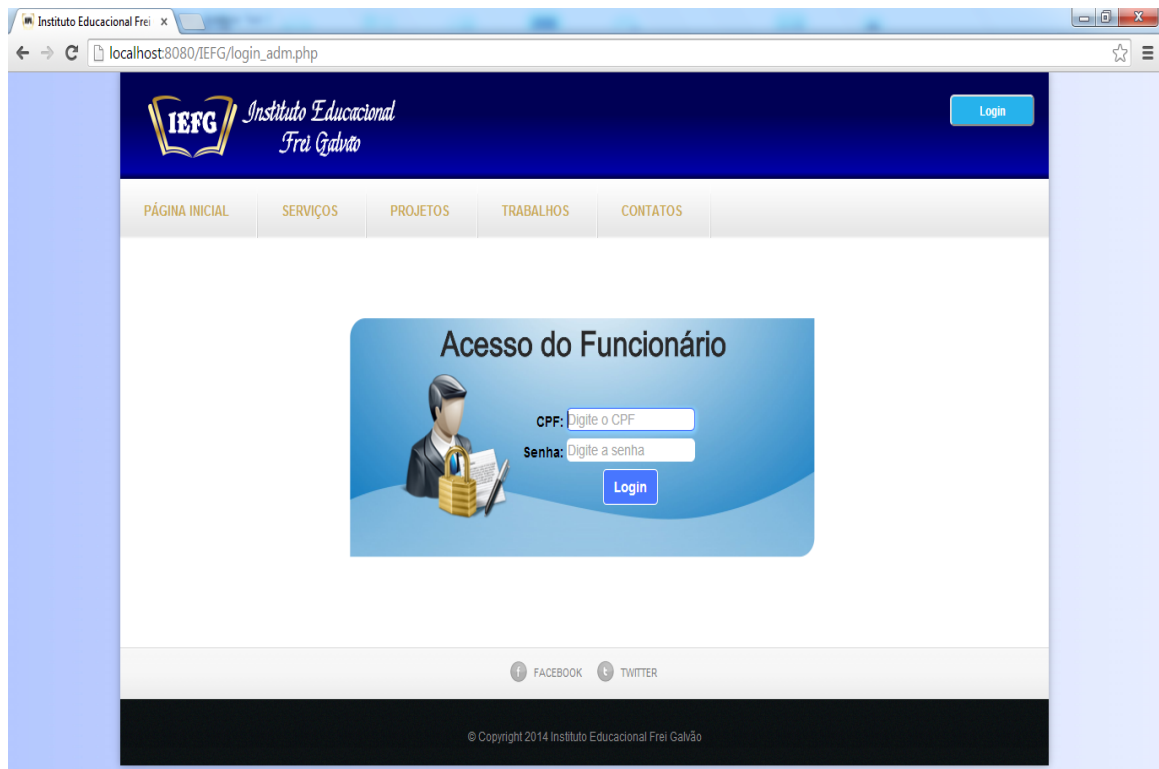 Instituto Educacional Frei
localhost:8080/IEFG/login_adm.php
IEFG
Instituto Educacional
Frei Galvão
Login
PÁGINA INICIAL SERVIÇOS PROJETOS TRABALHOS CONTATOS
Acesso do Funcionário
CPF: Digite o CPF
Senha: Digite a senha
Login
FACEBOOK TWITTER
© Copyright 2014 Instituto Educacional Frei Galvão